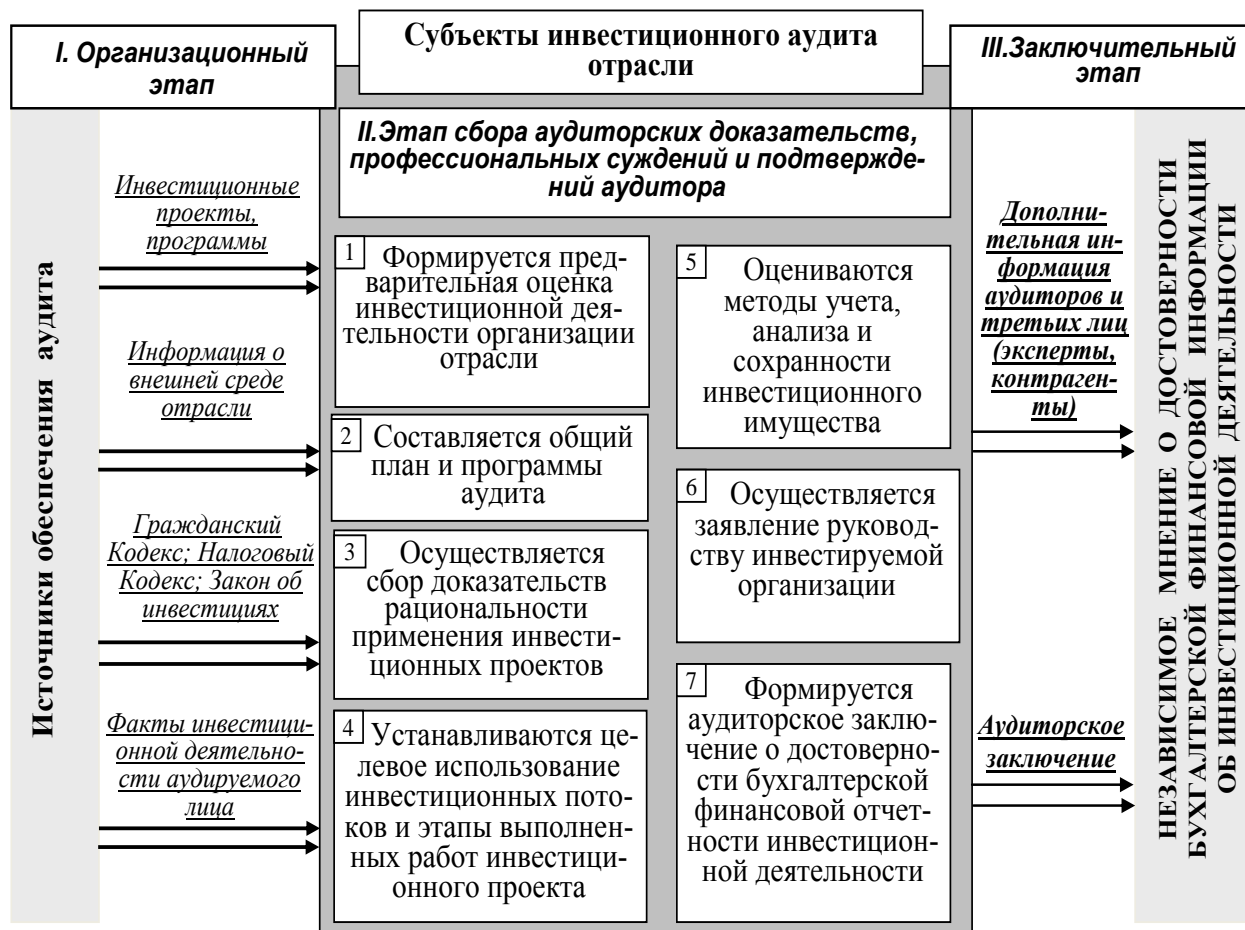 I. Организационный
этап
Субъекты инвестиционного аудита
отрасли
III.Заключительный
этап
Источники обеспечения аудита
Инвестиционные
проекты,
программы
Информация о
внешней среде
отрасли
Гражданский
Кодекс; Налоговый
Кодекс; Закон об
инвестициях
Факты инвестици-
онной деятельно-
сти аудируемого
лица
II.Этап сбора аудиторских доказательств,
профессиональных суждений и подтвержде-
ний аудитора
1 Формируется пред-
варительная оценка
инвестиционной дея-
тельности организации
отрасли
2 Составляется общий
план и программы
аудита
3 Осуществляется
сбор доказательств
рациональности
применения инвести-
ционных проектов
4 Устанавливаются це-
левое использование
инвестиционных пото-
ков и этапы выполнен-
ных работ инвестици-
онного проекта
5 Оцениваются
методы учета,
анализа и
сохранности
инвестиционного
имущества
6 Осуществляется
заявление руковод-
ству инвестируемой
организации
7 Формируется
аудиторское заклю-
чение о достоверно-
сти бухгалтерской
финансовой отчет-
ности инвестицион-
ной деятельности
Дополни-
тельная ин-
формация
аудиторов и
третьих лиц
(эксперты,
контраген-
ты)
Аудиторское
заключение
НЕЗАВИСИМОЕ МНЕНИЕ О ДОСТОВЕРНОСТИ
БУХГАЛТЕРСКОЙ ФИНАНСОВОЙ ИНФОРМАЦИИ
ОБ ИНВЕСТИЦИОННОЙ ДЕЯТЕЛЬНОСТИ